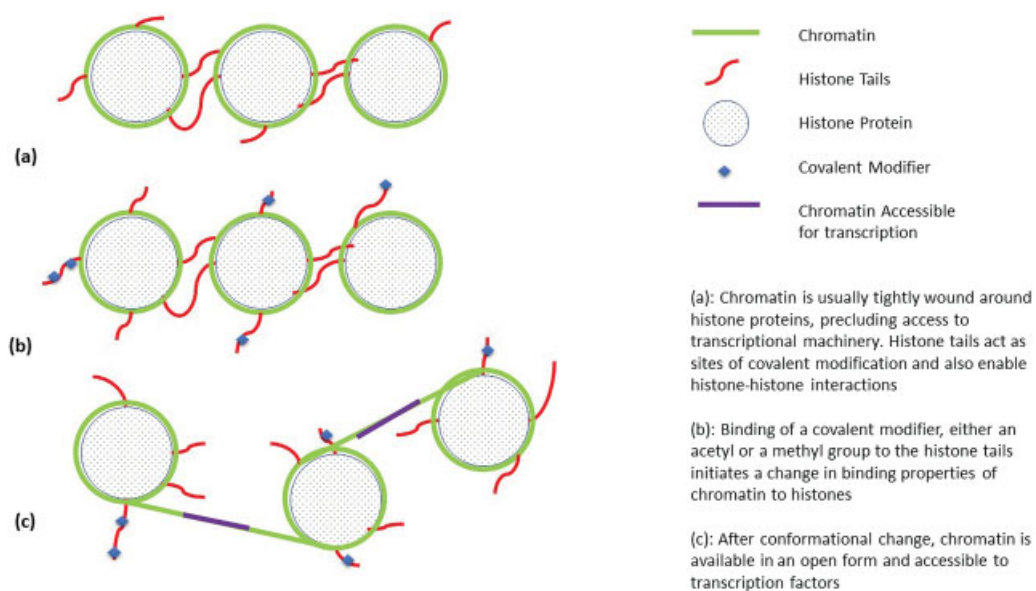 Chromatin
Histone Tails
Histone Protein
(a)
Covalent Modifier
Chromatin Accessible
for transcription
(a): Chromatin is usually tightly wound around
histone proteins, precluding access to
transcriptional machinery. Histone tails act as
sites of covalent modification and also enable
histone-histone interactions
(b)
(b): Binding of a covalent modifier, either an
acetyl or a methyl group to the histone tails
initiates a change in binding properties of
chromatin to histones
(c)
(c): After conformational change, chromatin is
available in an open form and accessible to
transcription factors